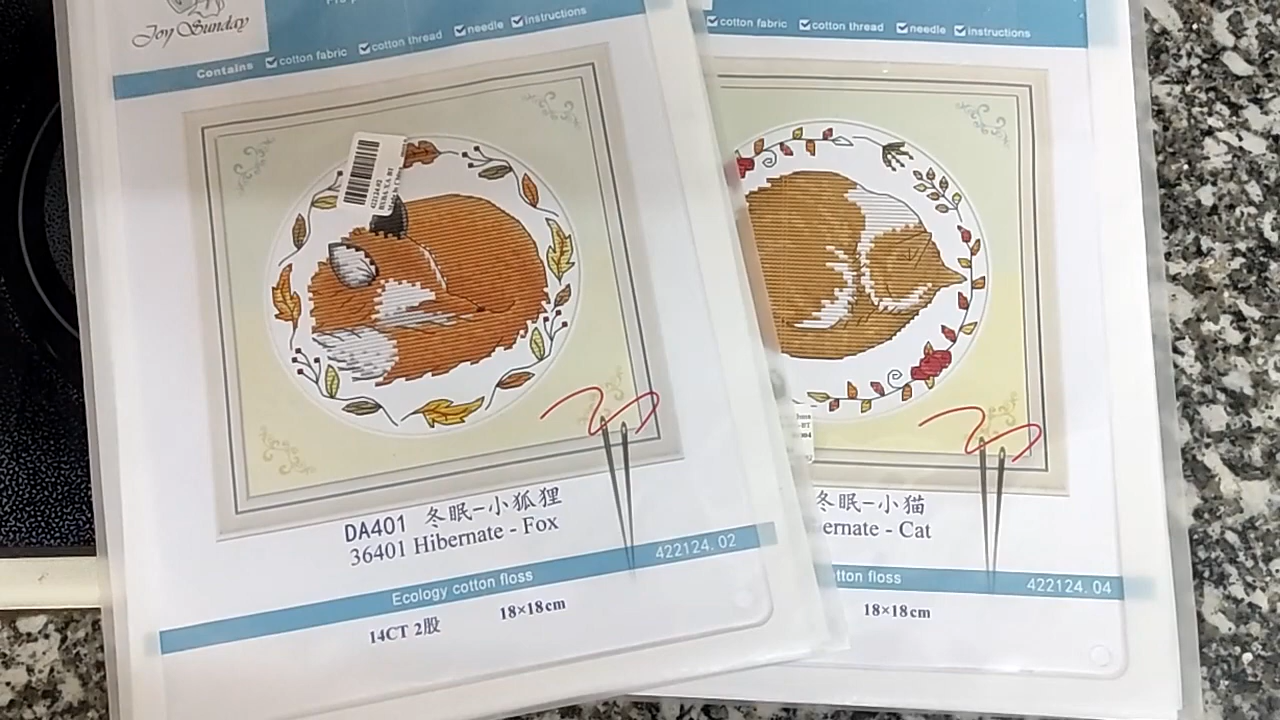 Joy Sunday
Contains ☑cotton fabric ☑cotton thread ☑needle ☑instructions
DA401 冬眠-小狐狸
36401 Hibernate - Fox
422124.02
Ecology cotton floss
14CT 2股 18×18cm
☑cotton fabric ☑cotton thread ☑needle ☑instructions
冬眠-小猫
ernate - Cat
tton floss 422124.04
18×18cm